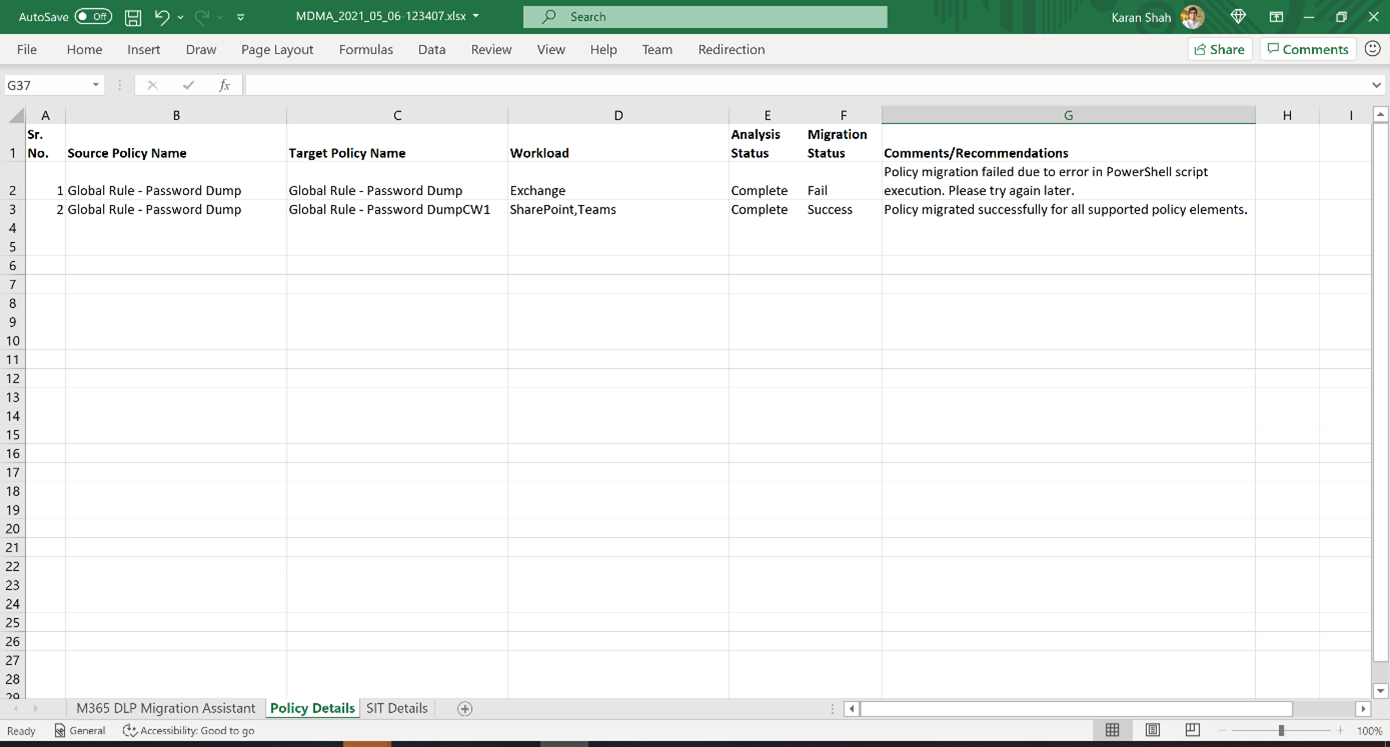 AutoSave Off MDMA_2021_05_06-123407.xlsx Search Karan Shah
File Home Insert Draw Page Layout Formulas Data Review View Help Team Redirection Share Comments
G37 fx
A B C D E F G H I
1 Sr. No. Source Policy Name Target Policy Name Workload Analysis Status Migration Status Comments/Recommendations
2 1 Global Rule - Password Dump Global Rule - Password Dump Exchange Complete Fail Policy migration failed due to error in PowerShell script execution. Please try again later.
3 2 Global Rule - Password Dump Global Rule - Password DumpCW1 SharePoint,Teams Complete Success Policy migrated successfully for all supported policy elements.
4
5
6
7
8
9
10
11
12
13
14
15
16
17
18
19
20
21
22
23
24
25
26
27
28
29
M365 DLP Migration Assistant Policy Details SIT Details
Ready General Accessibility: Good to go 100%